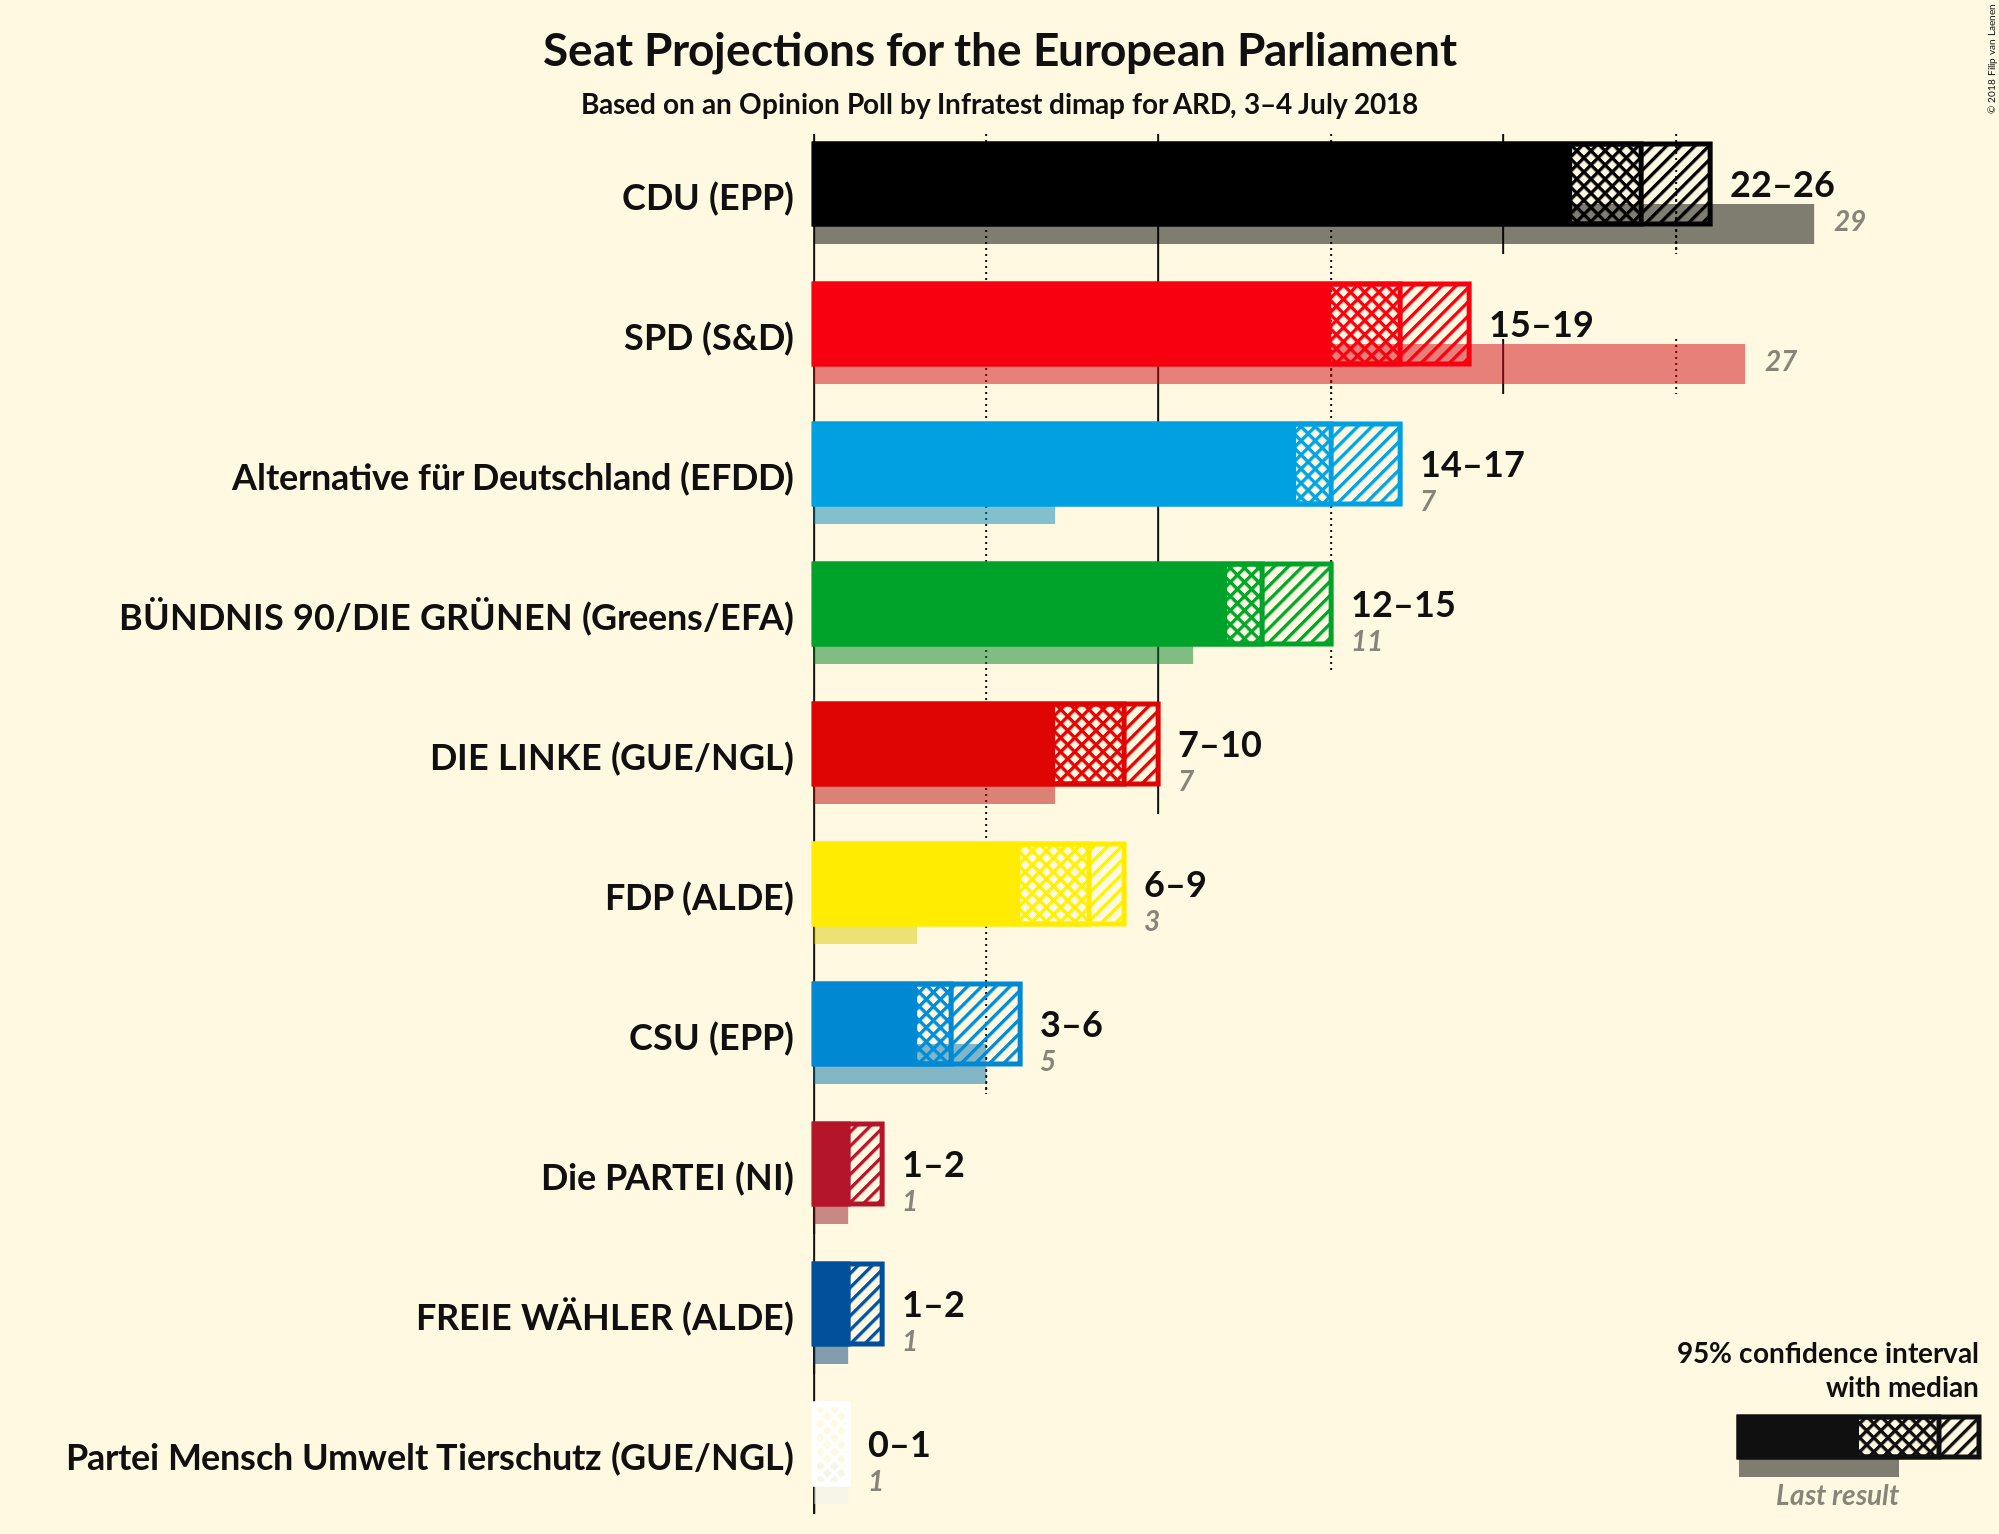 Seat Projections for the European Parliament
Based on an Opinion Poll by Infratest dimap for ARD, 3–4 July 2018
© 2018 Filip van Laenen
CDU (EPP)
22–26
29
SPD (S&D)
15–19
27
Alternative für Deutschland (EFDD)
14–17
7
BÜNDNIS 90/DIE GRÜNEN (Greens/EFA)
12–15
11
DIE LINKE (GUE/NGL)
7–10
7
FDP (ALDE)
6–9
3
CSU (EPP)
3–6
5
Die PARTEI (NI)
1–2
1
FREIE WÄHLER (ALDE)
1–2
1
Partei Mensch Umwelt Tierschutz (GUE/NGL)
0–1
1
95% confidence interval
with median
Last result